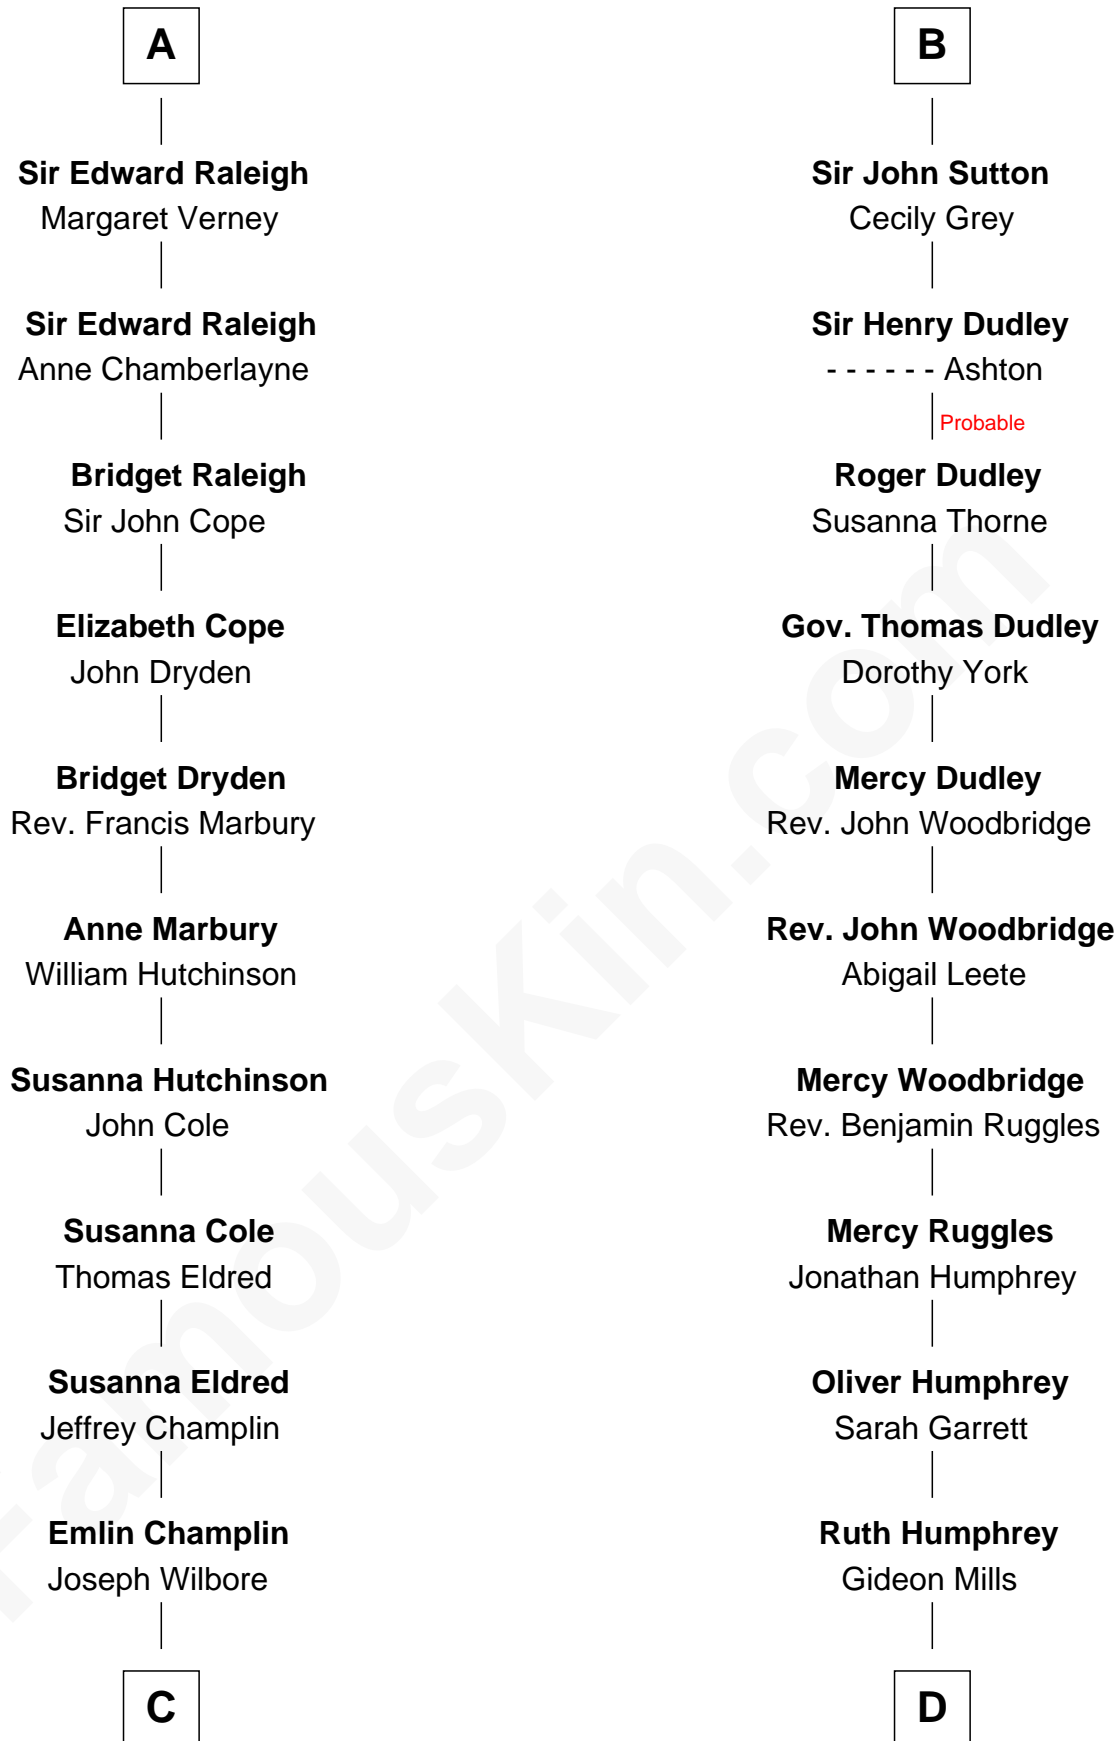 A
Sir Edward Raleigh
Margaret Verney
Sir Edward Raleigh
Anne Chamberlayne
Bridget Raleigh
Sir John Cope
Elizabeth Cope
John Dryden
Bridget Dryden
Rev. Francis Marbury
Anne Marbury
William Hutchinson
Susanna Hutchinson
John Cole
Susanna Cole
Thomas Eldred
Susanna Eldred
Jeffrey Champlin
Emlin Champlin
Joseph Wilbore
C
B
Sir John Sutton
Cecily Grey
Sir Henry Dudley
- - - - - - Ashton
Probable
Roger Dudley
Susanna Thorne
Gov. Thomas Dudley
Dorothy York
Mercy Dudley
Rev. John Woodbridge
Rev. John Woodbridge
Abigail Leete
Mercy Woodbridge
Rev. Benjamin Ruggles
Mercy Ruggles
Jonathan Humphrey
Oliver Humphrey
Sarah Garrett
Ruth Humphrey
Gideon Mills
D
FamousKin.com